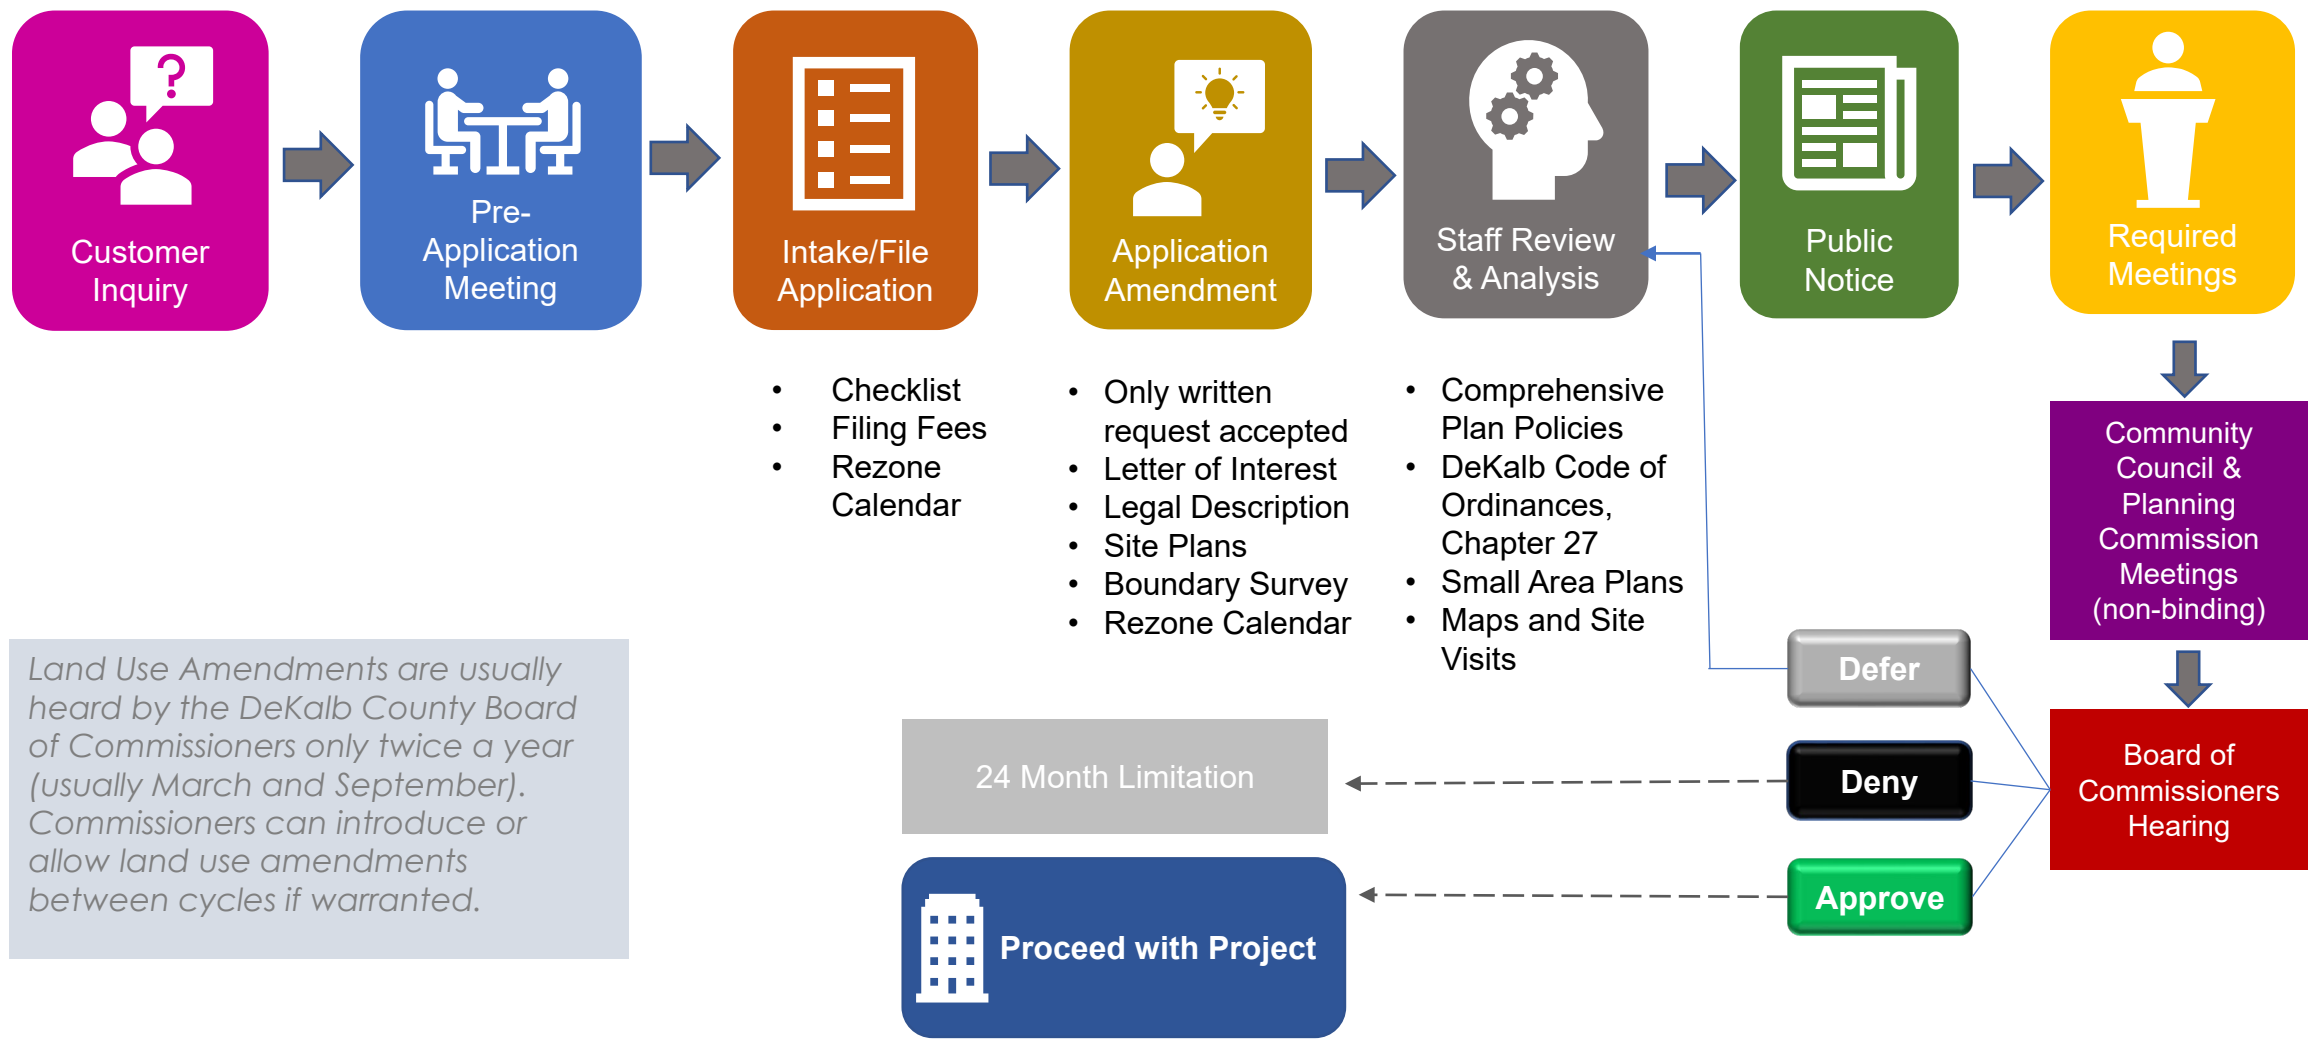 ?
Customer
Inquiry
Pre-
Application
Meeting
Intake/File
Application
Application
Amendment
Staff Review
& Analysis
Public
Notice
Required
Meetings
• Checklist
• Filing Fees
• Rezone
Calendar
• Only written
request accepted
• Letter of Interest
• Legal Description
• Site Plans
• Boundary Survey
• Rezone Calendar
• Comprehensive
Plan Policies
• DeKalb Code of
Ordinances,
Chapter 27
• Small Area Plans
• Maps and Site
Visits
Community
Council &
Planning
Commission
Meetings
(non-binding)
Board of
Commissioners
Hearing
Defer
Deny
Approve
24 Month Limitation
Proceed with Project
Land Use Amendments are usually
heard by the DeKalb County Board
of Commissioners only twice a year
(usually March and September).
Commissioners can introduce or
allow land use amendments
between cycles if warranted.